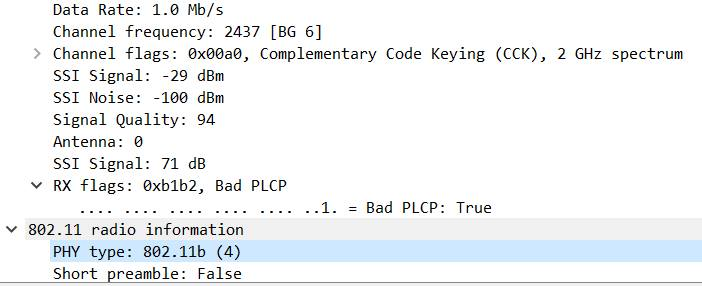 Data Rate: 1.0 Mb/s
Channel frequency: 2437 [BG 6]
Channel flags: 0x00a0, Complementary Code Keying (CCK), 2 GHz spectrum
SSI Signal: -29 dBm
SSI Noise: -100 dBm
Signal Quality: 94
Antenna: 0
SSI Signal: 71 dB
RX flags: 0xb1b2, Bad PLCP
.... .... .... .... .... ..1. = Bad PLCP: True
802.11 radio information
PHY type: 802.11b (4)
Short preamble: False